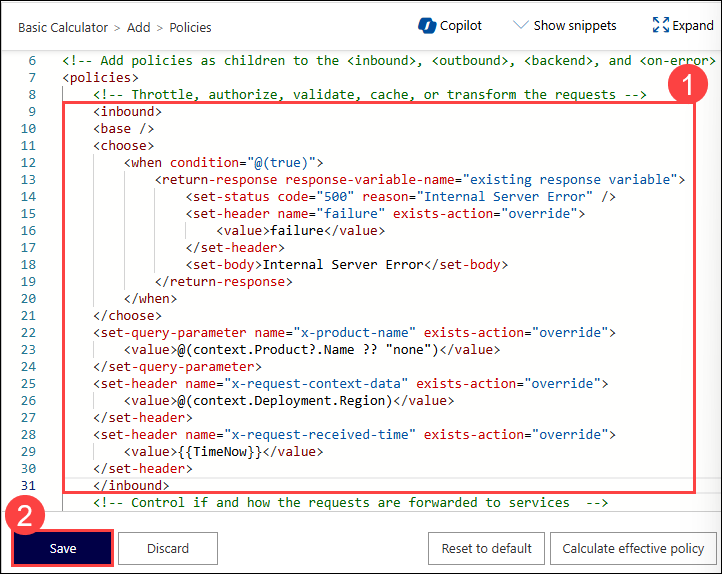 Basic Calculator > Add > Policies Copilot Show snippets Expand
6 <!-- Add policies as children to the <inbound>, <outbound>, <backend>, and <on-error>
7 <policies>
8 <!-- Throttle, authorize, validate, cache, or transform the requests -->
1
9 <inbound>
10 <base />
11 <choose>
12 <when condition="@(true)">
13 <return-response response-variable-name="existing response variable">
14 <set-status code="500" reason="Internal Server Error" />
15 <set-header name="failure" exists-action="override">
16 <value>failure</value>
17 </set-header>
18 <set-body>Internal Server Error</set-body>
19 </return-response>
20 </when>
21 </choose>
22 <set-query-parameter name="x-product-name" exists-action="override">
23 <value>@(context.Product?.Name ?? "none")</value>
24 </set-query-parameter>
25 <set-header name="x-request-context-data" exists-action="override">
26 <value>@(context.Deployment.Region)</value>
27 </set-header>
28 <set-header name="x-request-received-time" exists-action="override">
29 <value>{{TimeNow}}</value>
30 </set-header>
31 </inbound>
<!-- Control if and how the requests are forwarded to services  -->
2
Save Discard Reset to default Calculate effective policy